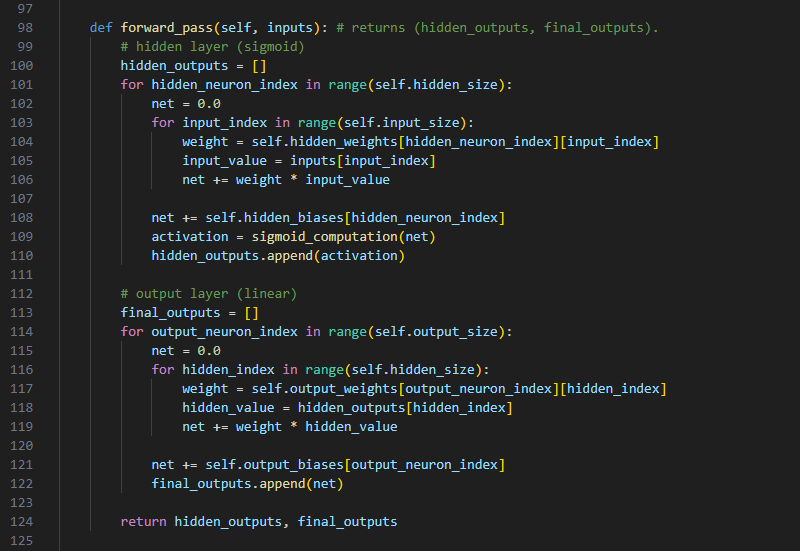 97
98 def forward_pass(self, inputs): # returns (hidden_outputs, final_outputs).
99 # hidden layer (sigmoid)
100 hidden_outputs = []
101 for hidden_neuron_index in range(self.hidden_size):
102 net = 0.0
103 for input_index in range(self.input_size):
104 weight = self.hidden_weights[hidden_neuron_index][input_index]
105 input_value = inputs[input_index]
106 net += weight * input_value
107
108 net += self.hidden_biases[hidden_neuron_index]
109 activation = sigmoid_computation(net)
110 hidden_outputs.append(activation)
111
112 # output layer (linear)
113 final_outputs = []
114 for output_neuron_index in range(self.output_size):
115 net = 0.0
116 for hidden_index in range(self.hidden_size):
117 weight = self.output_weights[output_neuron_index][hidden_index]
118 hidden_value = hidden_outputs[hidden_index]
119 net += weight * hidden_value
120
121 net += self.output_biases[output_neuron_index]
122 final_outputs.append(net)
123
124 return hidden_outputs, final_outputs
125